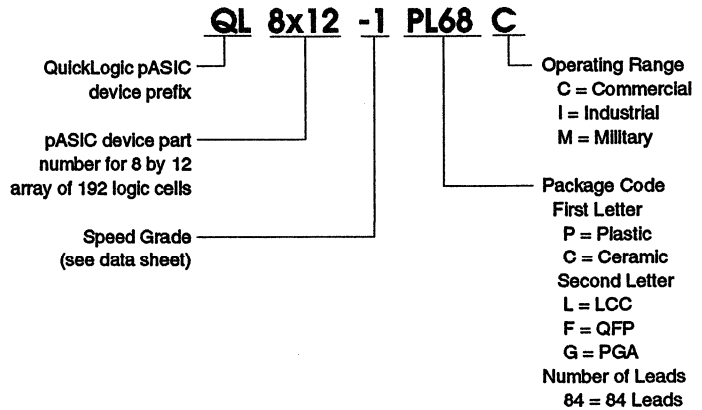 QL 8x12 -1 PL68 C
QuickLogic pASIC
device prefix
pASIC device part
number for 8 by 12
array of 192 logic cells
Speed Grade
(see data sheet)
Operating Range
C = Commercial
I = Industrial
M = Military
Package Code
First Letter
P = Plastic
C = Ceramic
Second Letter
L = LCC
F = QFP
G = PGA
Number of Leads
84 = 84 Leads